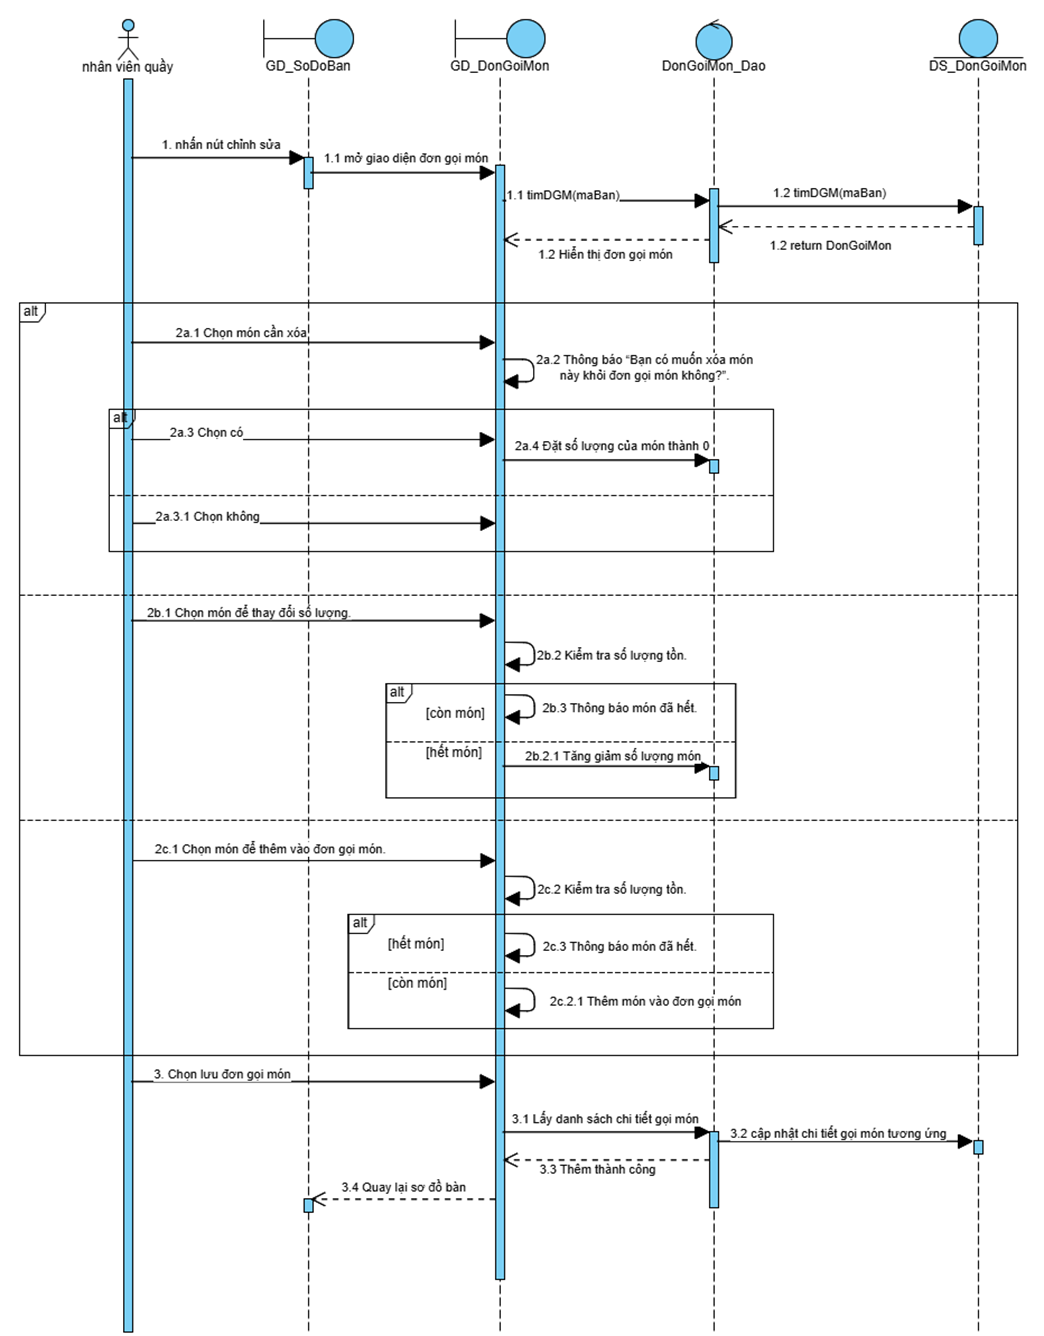 nhân viên quầy
GD_SoDoBan
GD_DonGoiMon
DonGoiMon_Dao
DS_DonGoiMon
1. nhấn nút chỉnh sửa
1.1 mở giao diện đơn gọi món
1.1 timDGM(maBan)
1.2 timDGM(maBan)
1.2 return DonGoiMon
1.2 Hiển thị đơn gọi món
alt
2a.1 Chọn món cần xóa
2a.2 Thông báo “Bạn có muốn xóa món
này khỏi đơn gọi món không?”.
alt
2a.3 Chọn có
2a.4 Đặt số lượng của món thành 0
2a.3.1 Chọn không
2b.1 Chọn món để thay đổi số lượng.
2b.2 Kiểm tra số lượng tồn.
alt
[còn món]
2b.3 Thông báo món đã hết.
[hết món]
2b.2.1 Tăng giảm số lượng món
2c.1 Chọn món để thêm vào đơn gọi món.
2c.2 Kiểm tra số lượng tồn.
alt
[hết món]
2c.3 Thông báo món đã hết.
[còn món]
2c.2.1 Thêm món vào đơn gọi món
3. Chọn lưu đơn gọi món
3.1 Lấy danh sách chi tiết gọi món
3.2 cập nhật chi tiết gọi món tương ứng
3.3 Thêm thành công
3.4 Quay lại sơ đồ bàn